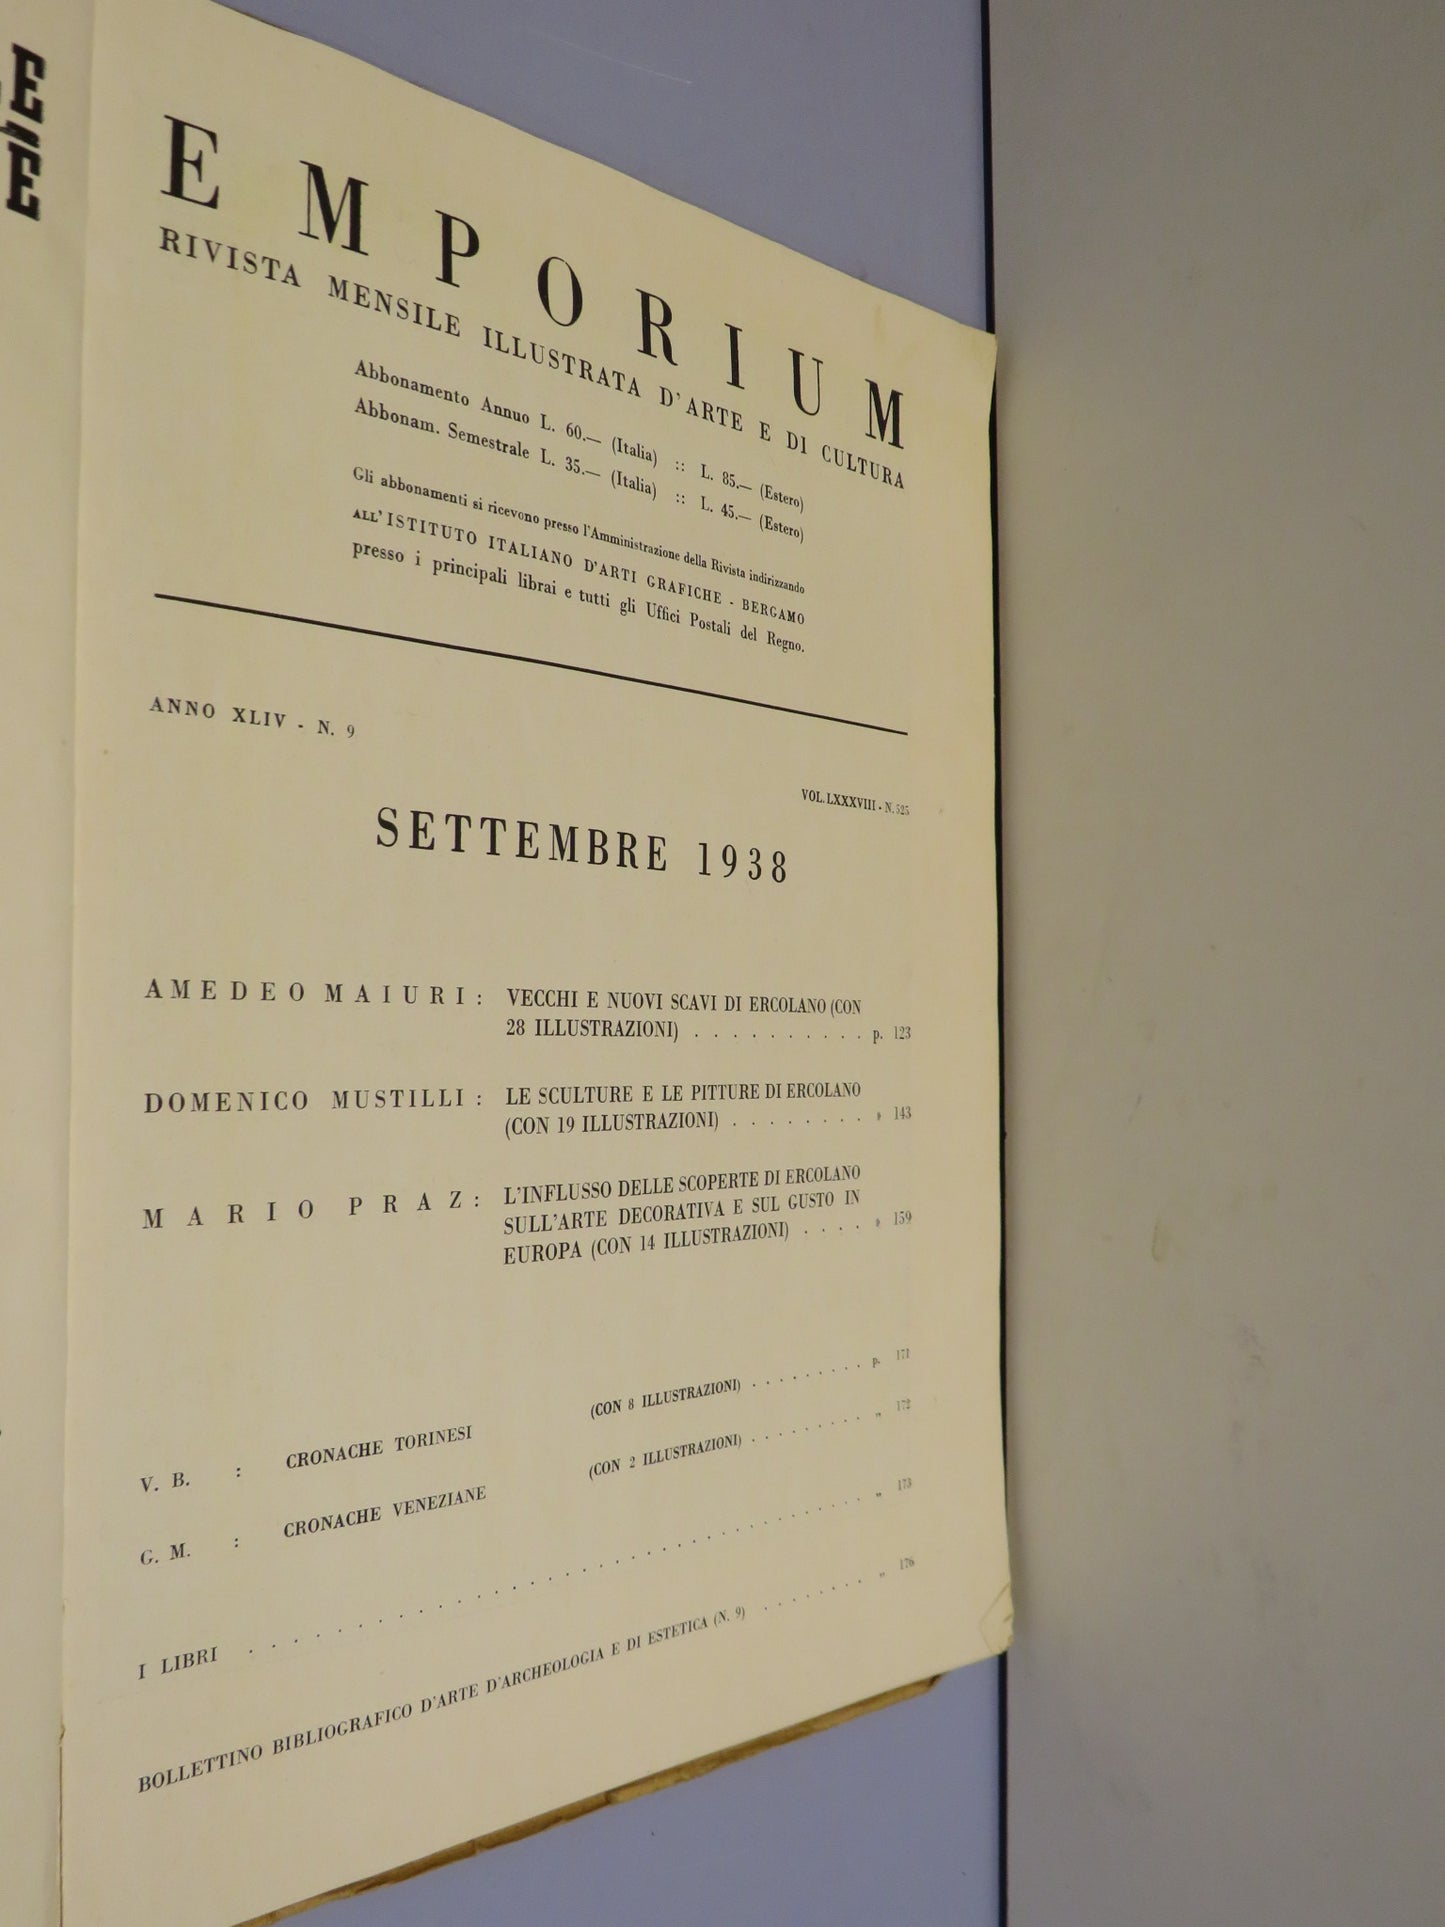 E
E
EMPORIUM
RIVISTA MENSILE ILLUSTRATA D'ARTE E DI CULTURA
Abbonamento Annuo L. 60.— (Italia) :: L. 85.— (Estero)
Abbonam. Semestrale L. 35.— (Italia) :: L. 45.— (Estero)
Gli abbonamenti si ricevono presso l'Amministrazione della Rivista indirizzando
ALL'ISTITUTO ITALIANO D'ARTI GRAFICHE - BERGAMO
presso i principali librai e tutti gli Uffici Postali del Regno.
ANNO XLIV - N. 9
VOL. LXXXVIII - N. 525
SETTEMBRE 1938
AMEDEO MAIURI: VECCHI E NUOVI SCAVI DI ERCOLANO (CON
28 ILLUSTRAZIONI) . . . . . . . . . . p. 123
DOMENICO MUSTILLI: LE SCULTURE E LE PITTURE DI ERCOLANO
(CON 19 ILLUSTRAZIONI) . . . . . . . . » 143
MARIO PRAZ: L'INFLUSSO DELLE SCOPERTE DI ERCOLANO
SULL'ARTE DECORATIVA E SUL GUSTO IN
EUROPA (CON 14 ILLUSTRAZIONI) . . . . » 159
V. B. : CRONACHE TORINESI (CON 8 ILLUSTRAZIONI) . . . . . . . . . p. 171
G. M. : CRONACHE VENEZIANE (CON 2 ILLUSTRAZIONI) . . . . . . . . . „ 172
I LIBRI . . . . . . . . . . . . . . . . . . . . . . . . . . . . . „ 173
BOLLETTINO BIBLIOGRAFICO D'ARTE D'ARCHEOLOGIA E DI ESTETICA (N. 9) . . . . . . . . „ 176